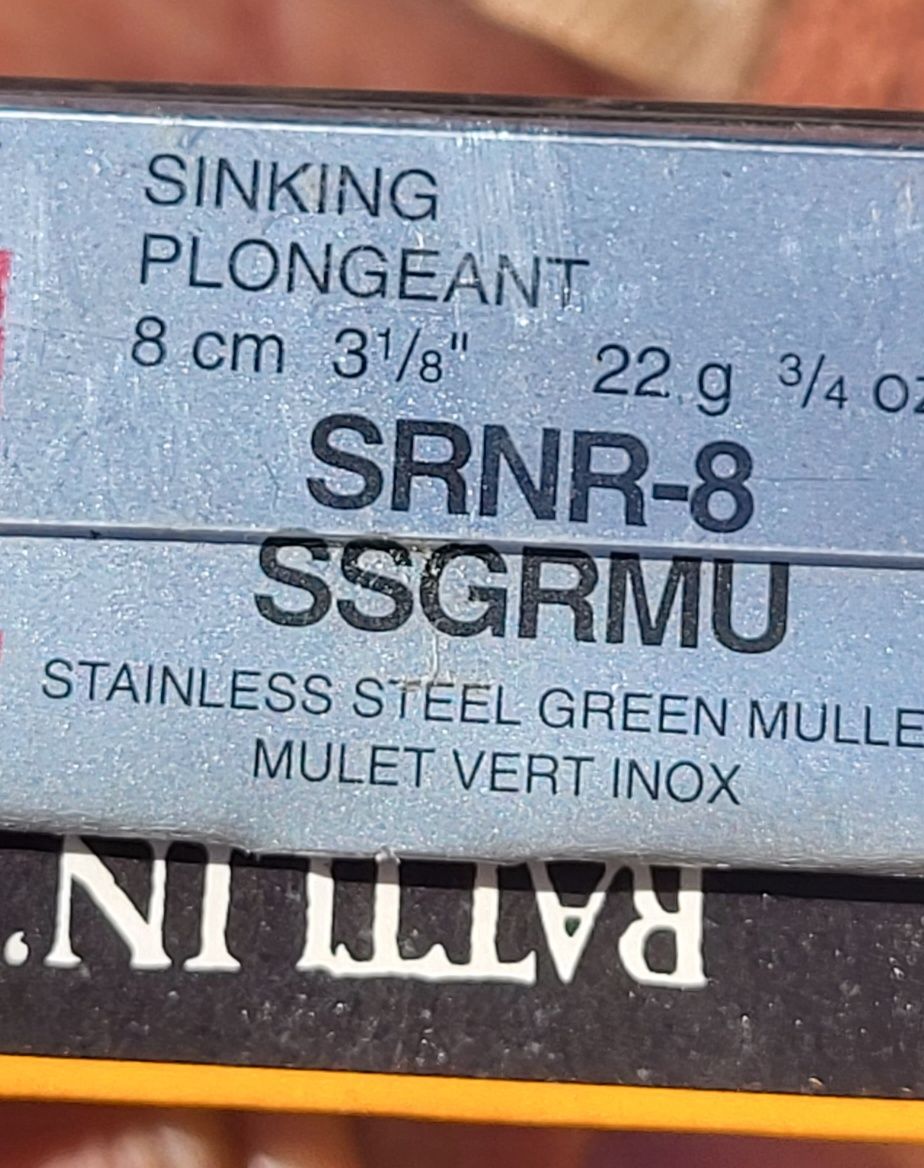 SINKING
PLONGEANT
8 cm 3 1/8" 22 g 3/4 oz
SRNR-8
SSGRMU
STAINLESS STEEL GREEN MULLE
MULET VERT INOX
RATTLIN'